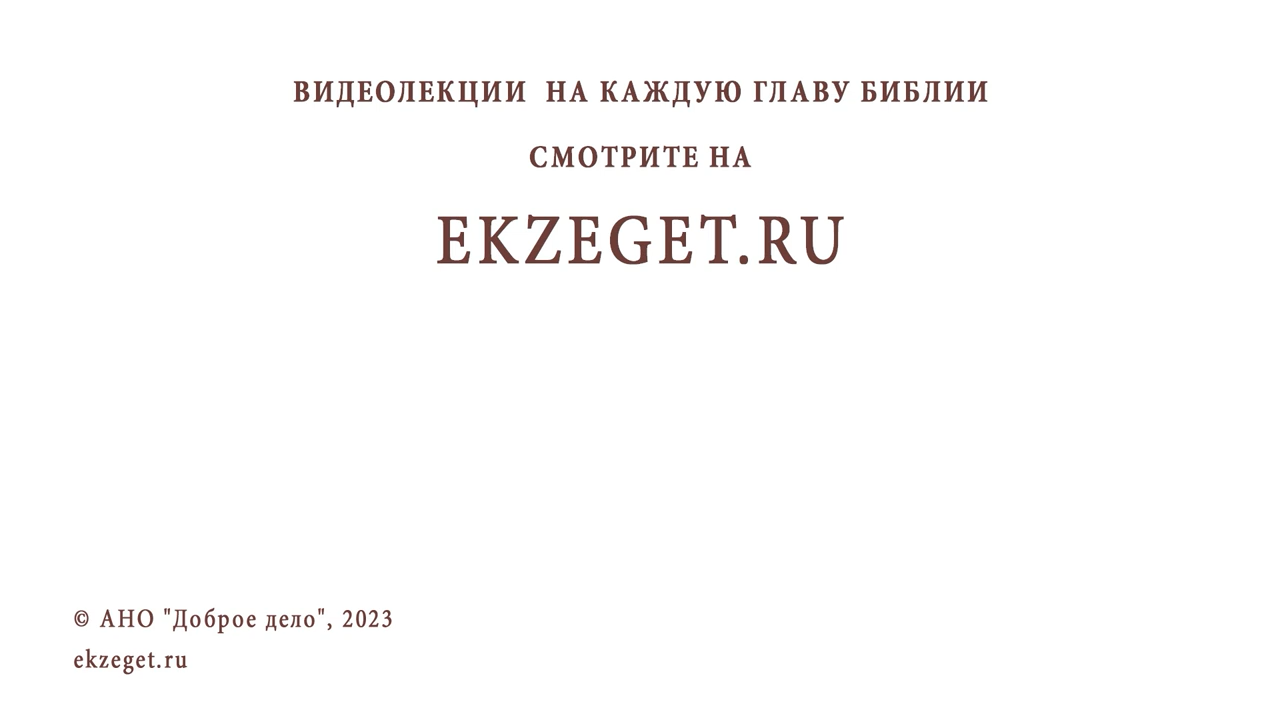 ВИДЕОЛЕКЦИИ НА КАЖДУЮ ГЛАВУ БИБЛИИ
СМОТРИТЕ НА
EKZEGET.RU
© АНО "Доброе дело", 2023
ekzeget.ru